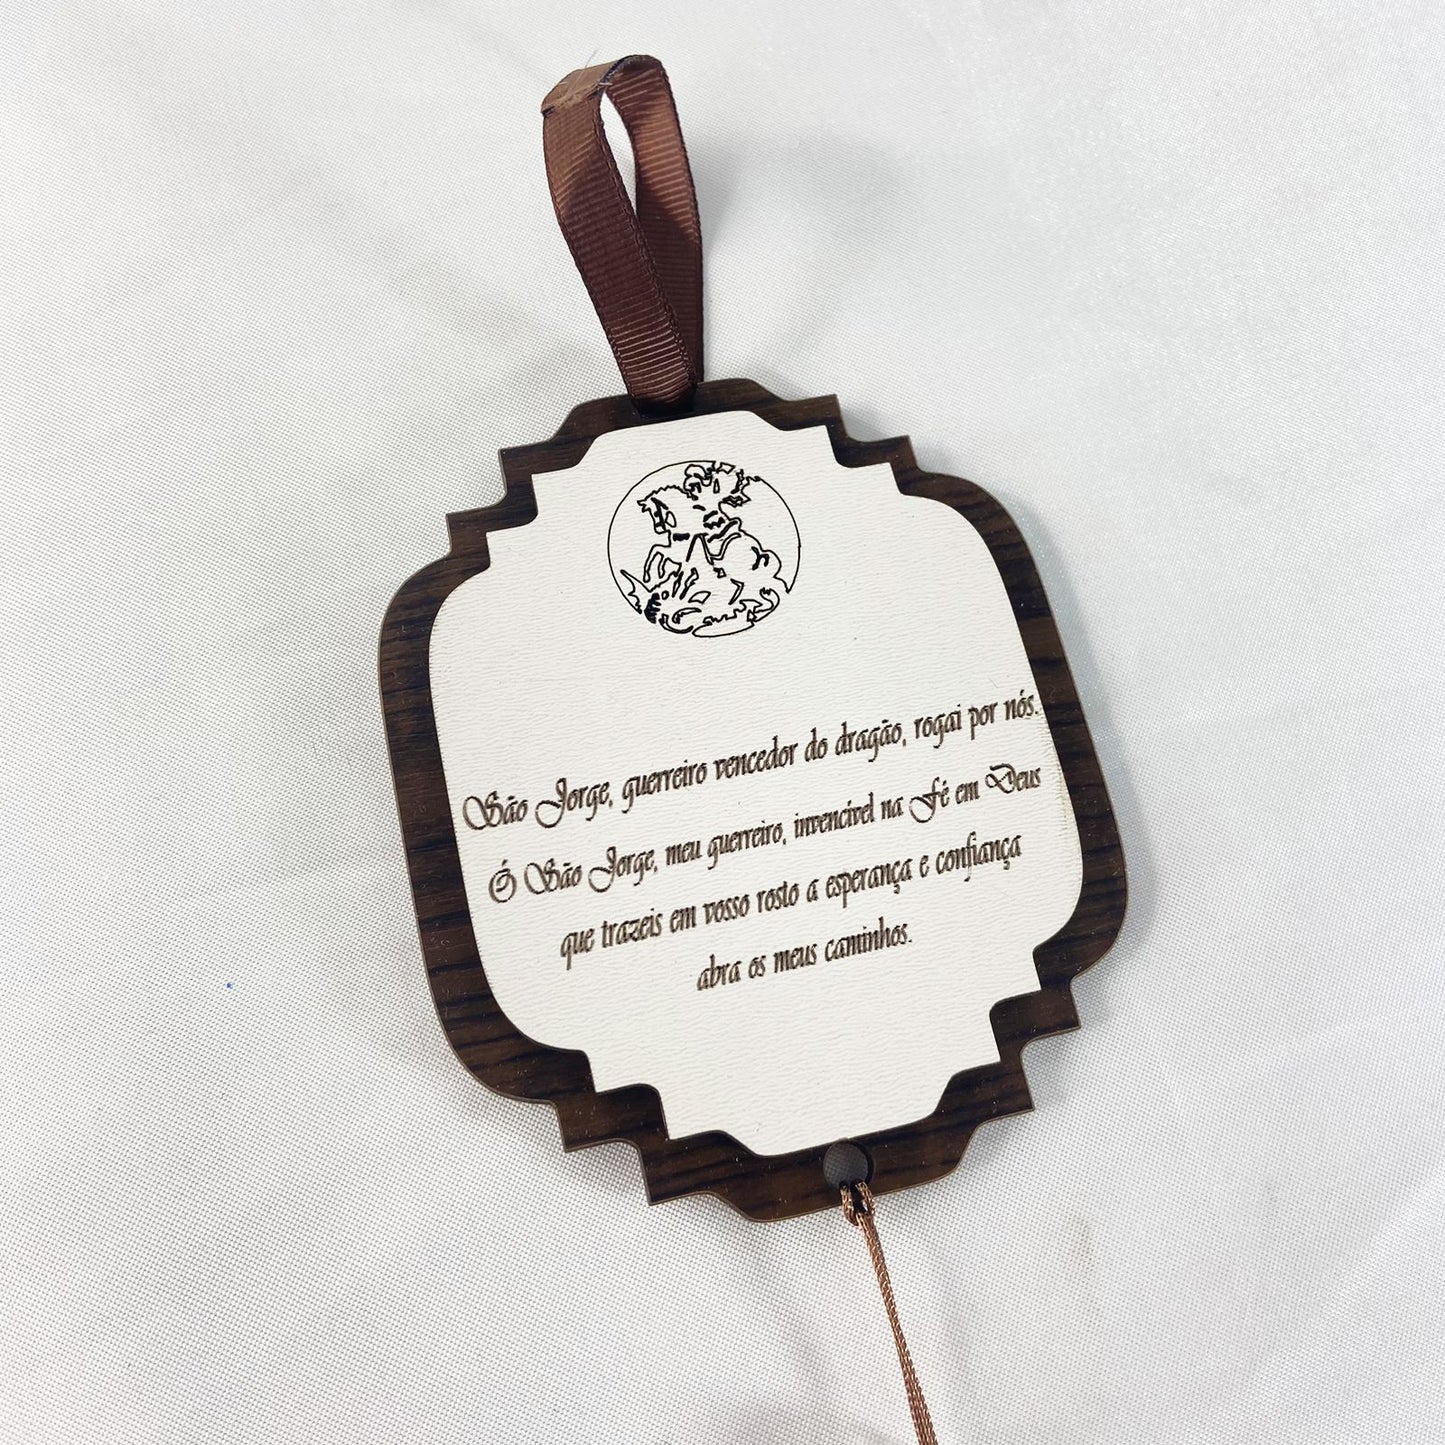 São Jorge, guerreiro vencedor do dragão, rogai por nós.
Ó São Jorge, meu guerreiro, invencível na Fé em Deus
que trazeis em vosso rosto a esperança e confiança
abra os meus caminhos.